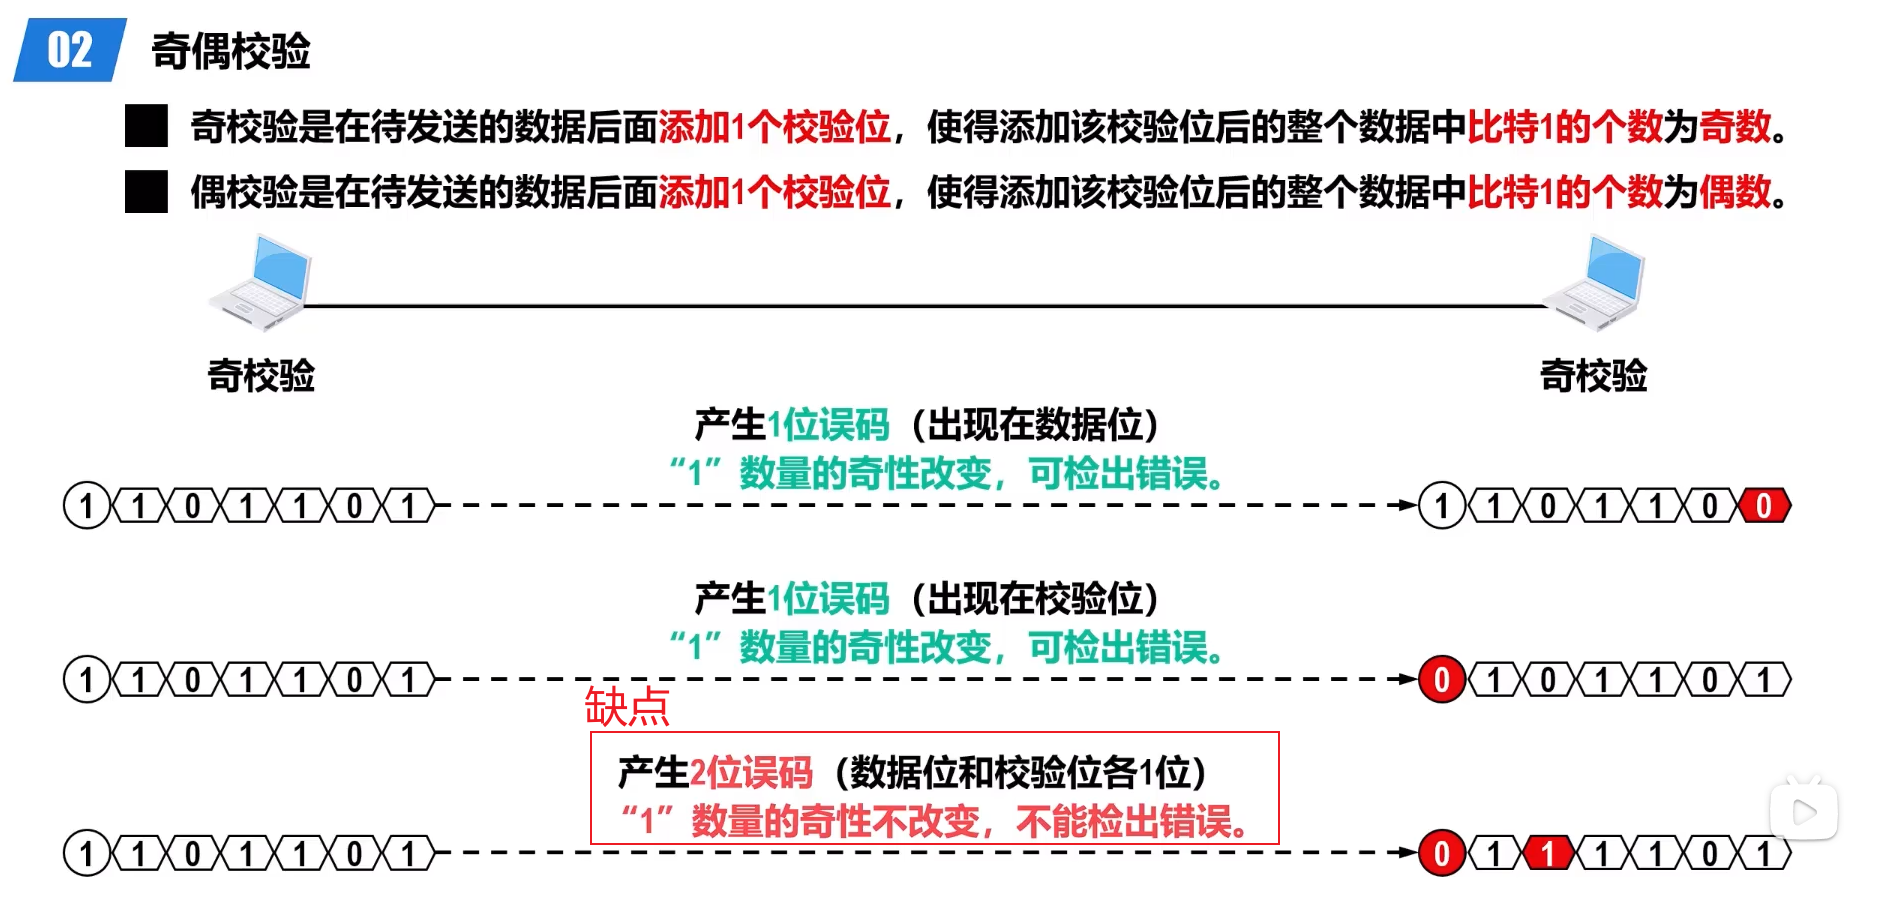 02 奇偶校验
奇校验是在待发送的数据后面添加1个校验位，使得添加该校验位后的整个数据中比特1的个数为奇数。
偶校验是在待发送的数据后面添加1个校验位，使得添加该校验位后的整个数据中比特1的个数为偶数。
奇校验 奇校验
产生1位误码（出现在数据位）
“1”数量的奇性改变，可检出错误。
1 1 0 1 1 0 1 1 1 0 1 1 0 0
产生1位误码（出现在校验位）
“1”数量的奇性改变，可检出错误。
1 1 0 1 1 0 1 0 1 0 1 1 0 1
缺点
产生2位误码（数据位和校验位各1位）
“1”数量的奇性不改变，不能检出错误。
1 1 0 1 1 0 1 0 1 1 1 1 0 1